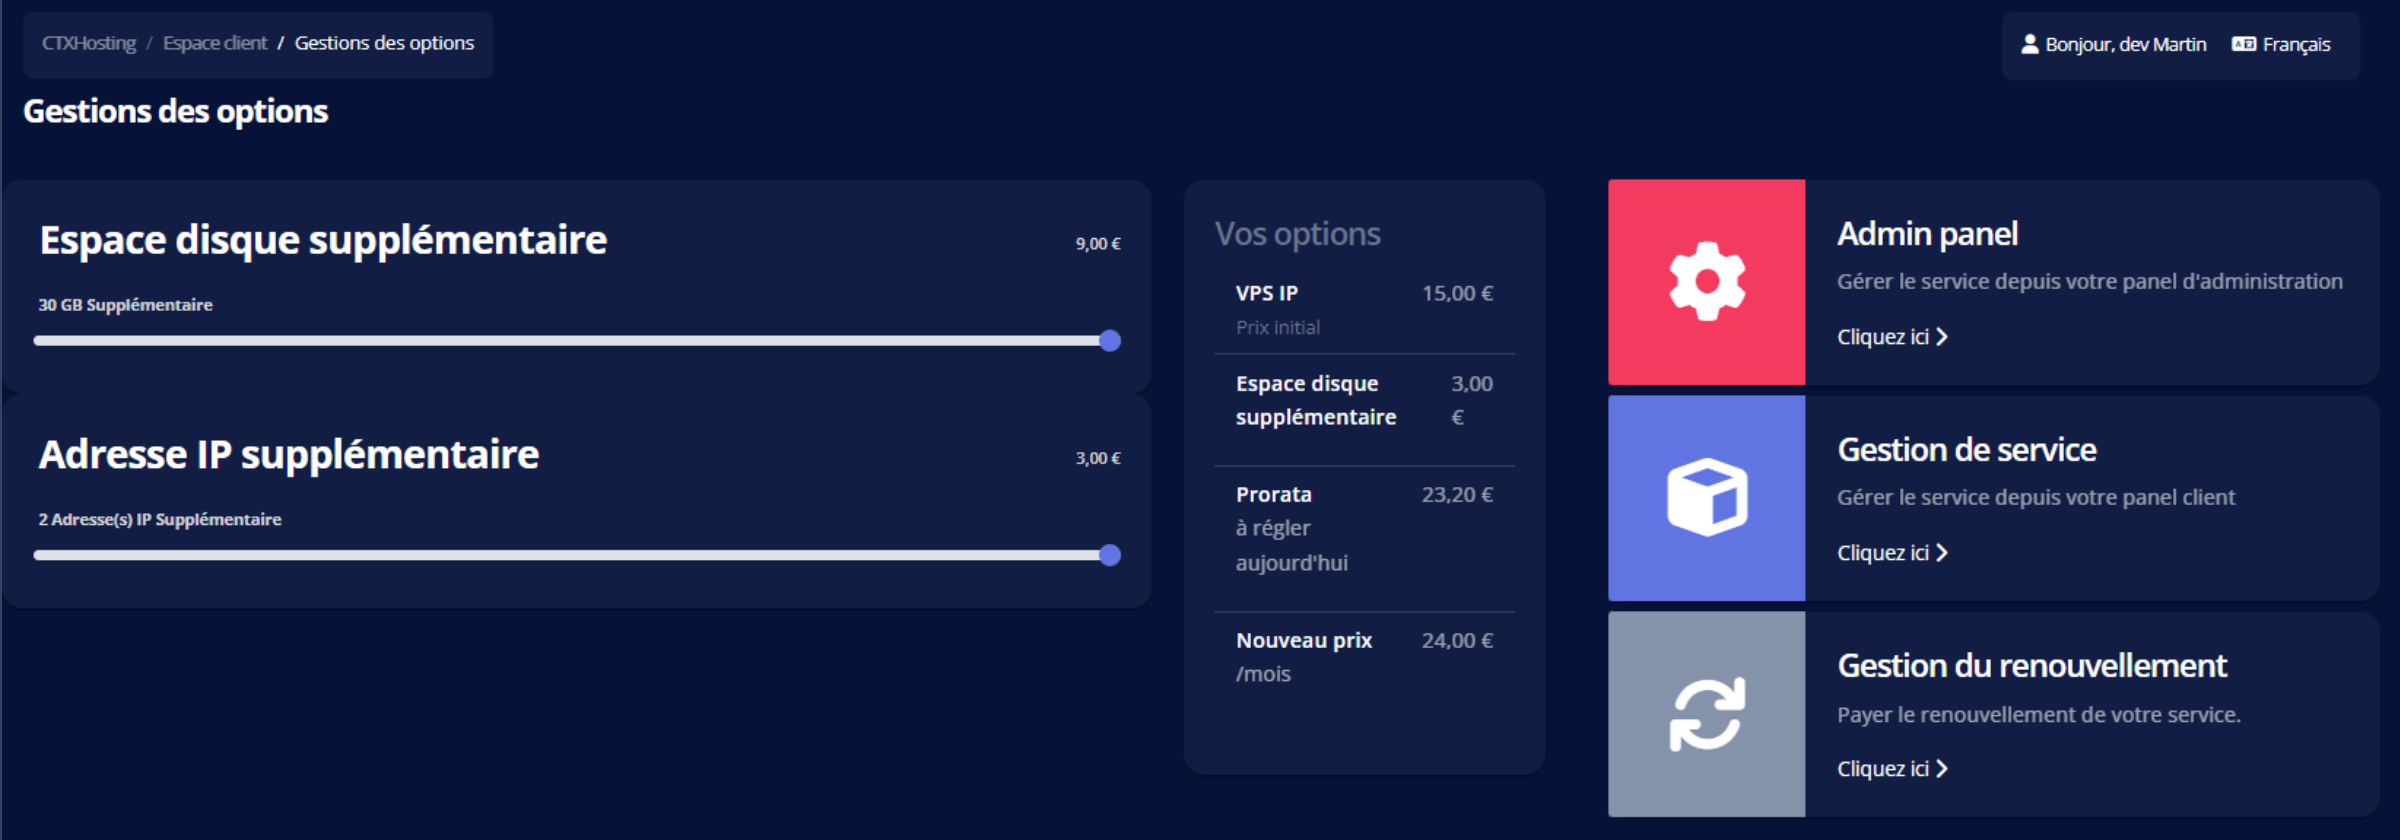 CTXHosting / Espace client / Gestions des options
Bonjour, dev Martin Français
Gestions des options
Espace disque supplémentaire 9,00 €
30 GB Supplémentaire
Adresse IP supplémentaire 3,00 €
2 Adresse(s) IP Supplémentaire
Vos options
VPS IP 15,00 €
Prix initial
Espace disque 3,00
supplémentaire €
Prorata 23,20 €
à régler
aujourd'hui
Nouveau prix 24,00 €
/mois
Admin panel
Gérer le service depuis votre panel d'administration
Cliquez ici
Gestion de service
Gérer le service depuis votre panel client
Cliquez ici
Gestion du renouvellement
Payer le renouvellement de votre service.
Cliquez ici